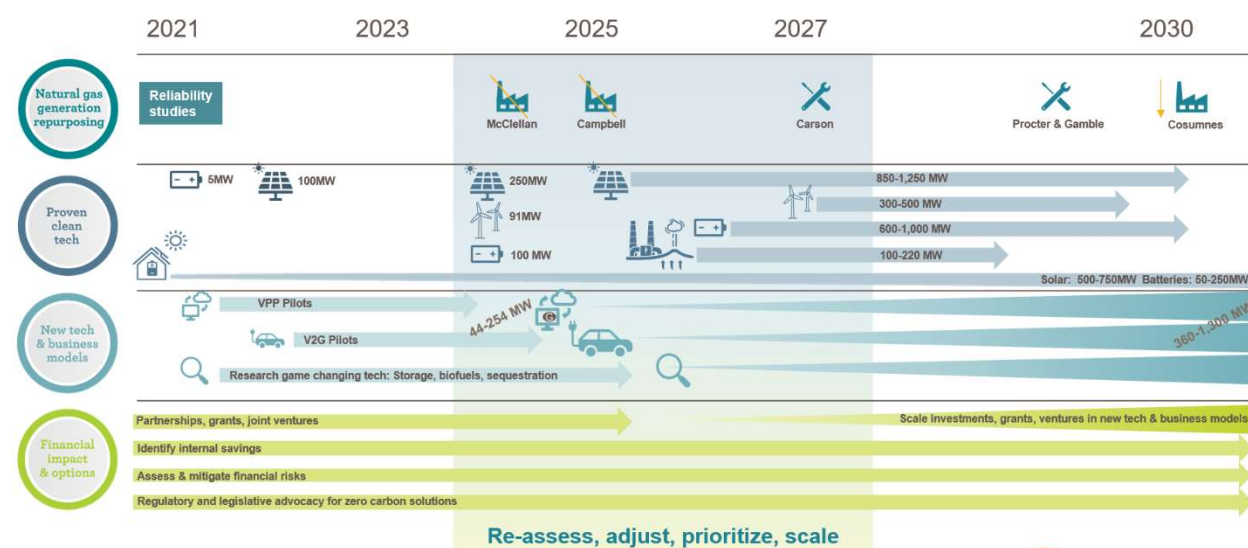 2021
2023
2025
2027
2030
Natural gas
generation
repurposing
Reliability
studies
McClellan
Campbell
Carson
Procter & Gamble
Cosumnes
Proven
clean
tech
5MW
100MW
250MW
850-1,250 MW
91MW
300-500 MW
600-1,000 MW
100 MW
100-220 MW
Solar: 500-750MW Batteries: 50-250MW
New tech
& business
models
VPP Pilots
44-254 MW
G
360-1,300 MW
V2G Pilots
Research game changing tech: Storage, biofuels, sequestration
Financial
impact
& options
Partnerships, grants, joint ventures
Scale investments, grants, ventures in new tech & business models
Identify internal savings
Assess & mitigate financial risks
Regulatory and legislative advocacy for zero carbon solutions
Re-assess, adjust, prioritize, scale